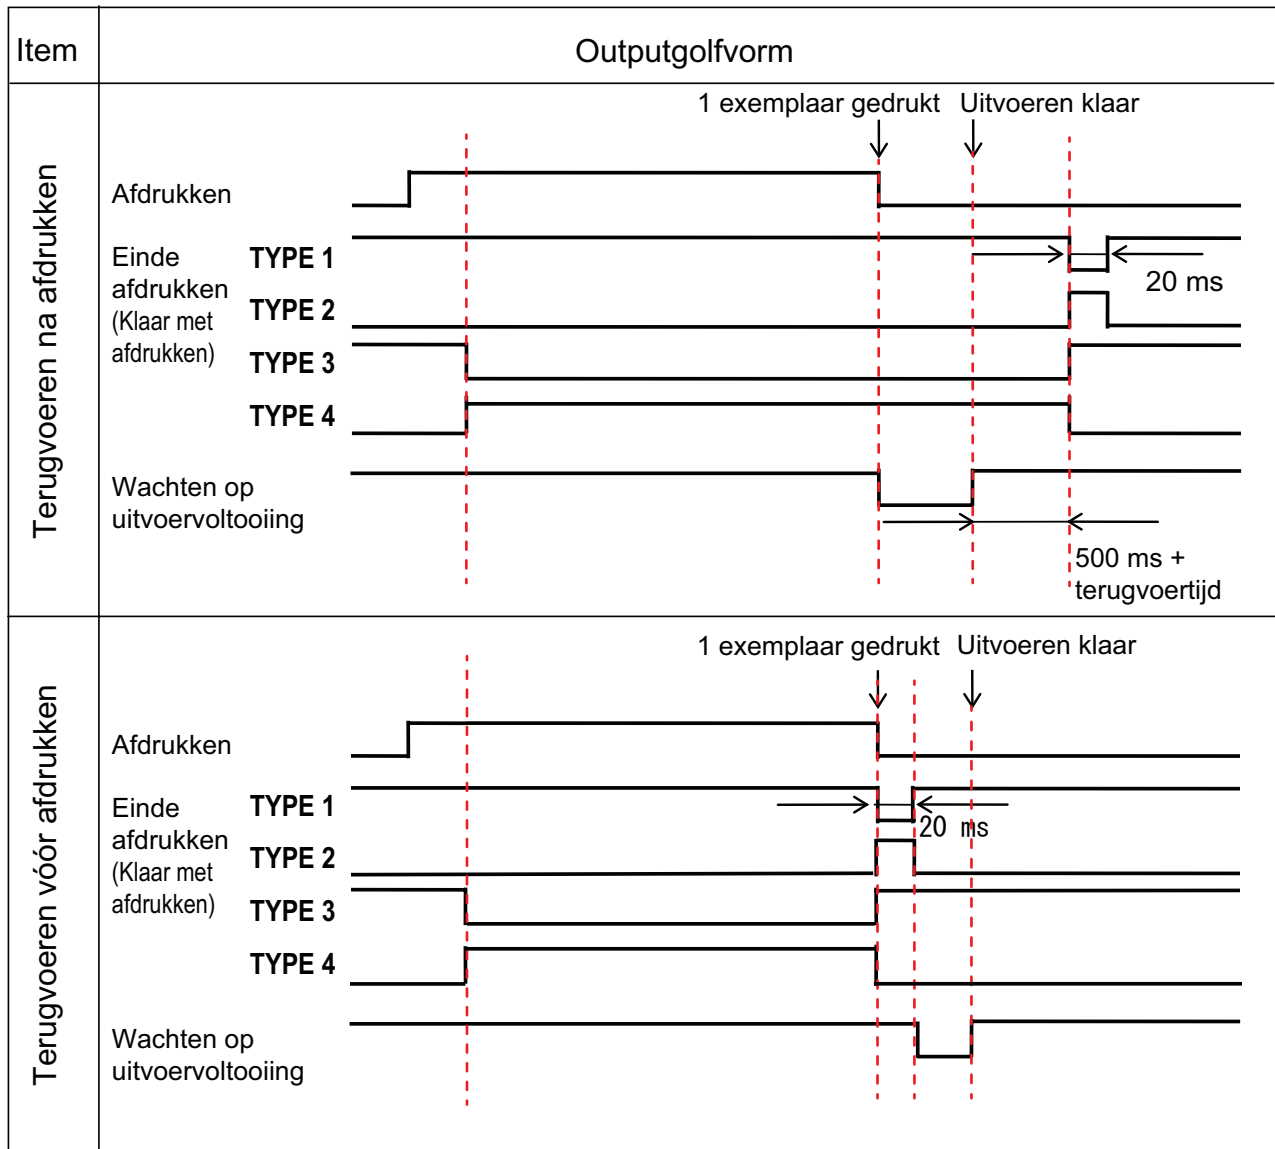 Item
Outputgolfvorm
Terugvoeren na afdrukken
1 exemplaar gedrukt
Uitvoeren klaar
Afdrukken
Einde
afdrukken
(Klaar met
afdrukken)
TYPE 1
TYPE 2
TYPE 3
TYPE 4
20 ms
Wachten op
uitvoervoltooiing
500 ms +
terugvoertijd
Terugvoeren vóór afdrukken
1 exemplaar gedrukt
Uitvoeren klaar
Afdrukken
Einde
afdrukken
(Klaar met
afdrukken)
TYPE 1
TYPE 2
TYPE 3
TYPE 4
20 ms
Wachten op
uitvoervoltooiing